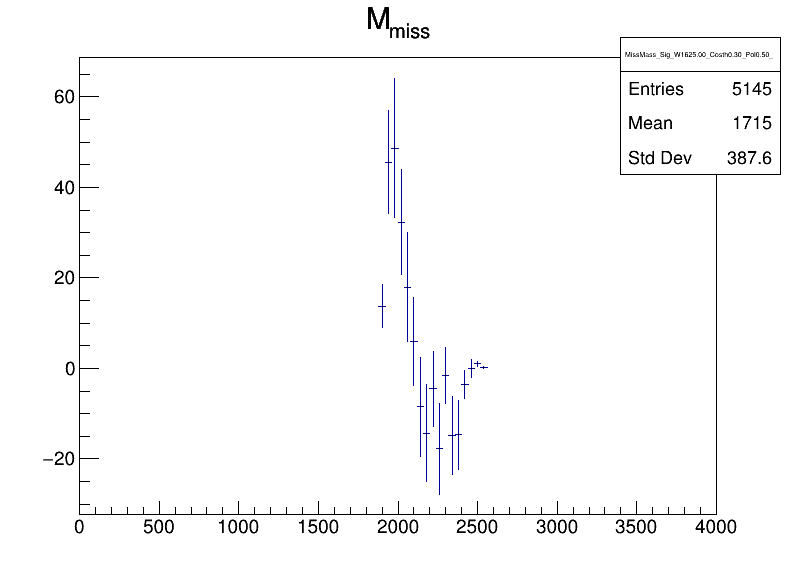 M_miss
MissMass_Sig_W1625.00_Costh0.30_Pol0.50_
Entries 5145
Mean 1715
Std Dev 387.6
60
40
20
0
−20
0 500 1000 1500 2000 2500 3000 3500 4000